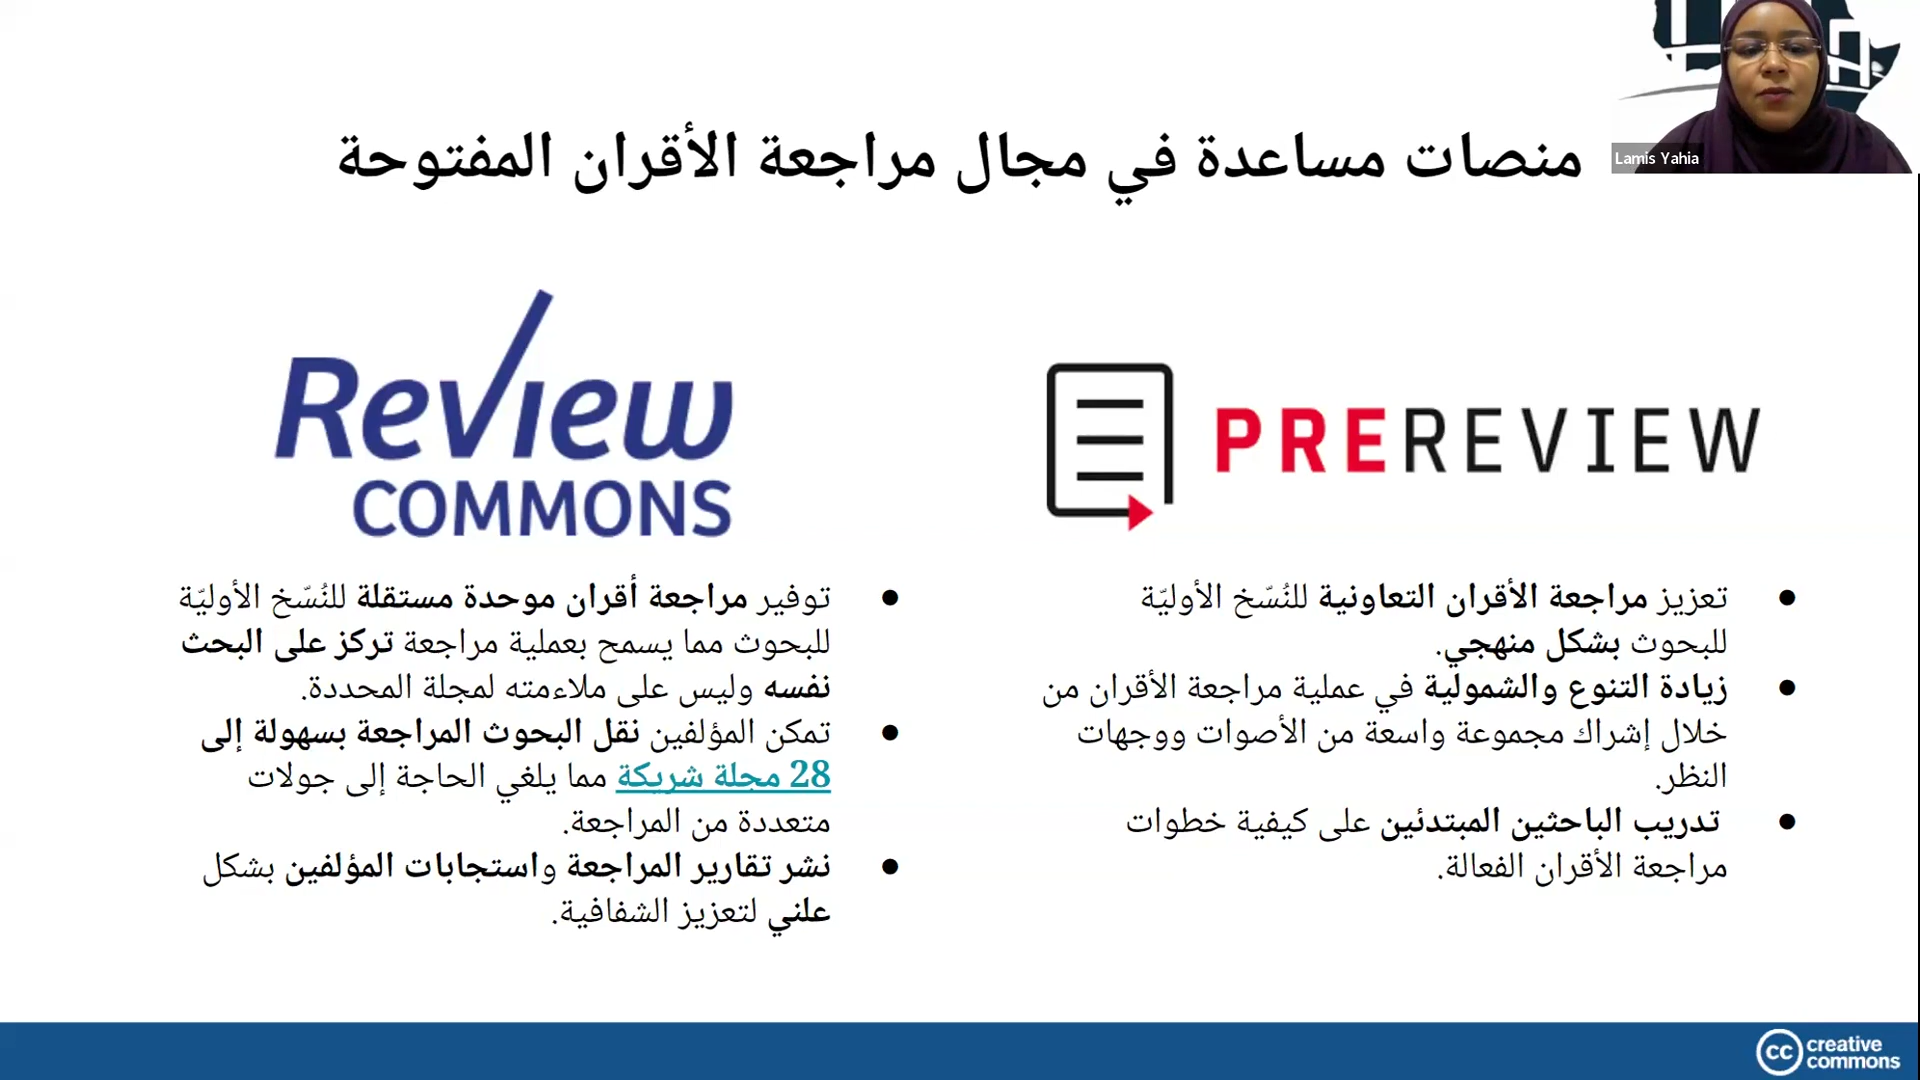 Lamis Yahia
منصات مساعدة في مجال مراجعة الأقران المفتوحة
PREREVIEW
● تعزيز مراجعة الأقران التعاونية للنُسّخ الأوليّة
للبحوث بشكل منهجي.
● زيادة التنوع والشمولية في عملية مراجعة الأقران من
خلال إشراك مجموعة واسعة من الأصوات ووجهات
النظر.
● تدريب الباحثين المبتدئين على كيفية خطوات
مراجعة الأقران الفعالة.
Review
COMMONS
● توفير مراجعة أقران موحدة مستقلة للنُسّخ الأوليّة
للبحوث مما يسمح بعملية مراجعة تركز على البحث
نفسه وليس على ملاءمته لمجلة المحددة.
● تمكن المؤلفين نقل البحوث المراجعة بسهولة إلى
28 مجلة شريكة مما يلغي الحاجة إلى جولات
متعددة من المراجعة.
● نشر تقارير المراجعة واستجابات المؤلفين بشكل
علني لتعزيز الشفافية.
cc creative
commons